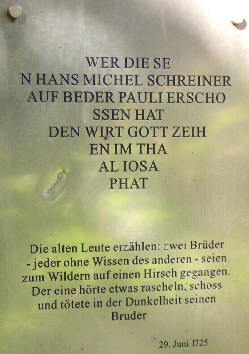 WER DIE SE
N HANS MICHEL SCHREINER
AUF BEDER PAULI ERSCHO
SSEN HAT
DEN WIRT GOTT ZEIH
EN IM THA
AL IOSA
PHAT
Die alten Leute erzählen: zwei Brüder
- jeder ohne Wissen des anderen - seien
zum Wildern auf einen Hirsch gegangen.
Der eine hörte etwas rascheln, schoss
und tötete in der Dunkelheit seinen
Bruder
29. Juni 1725